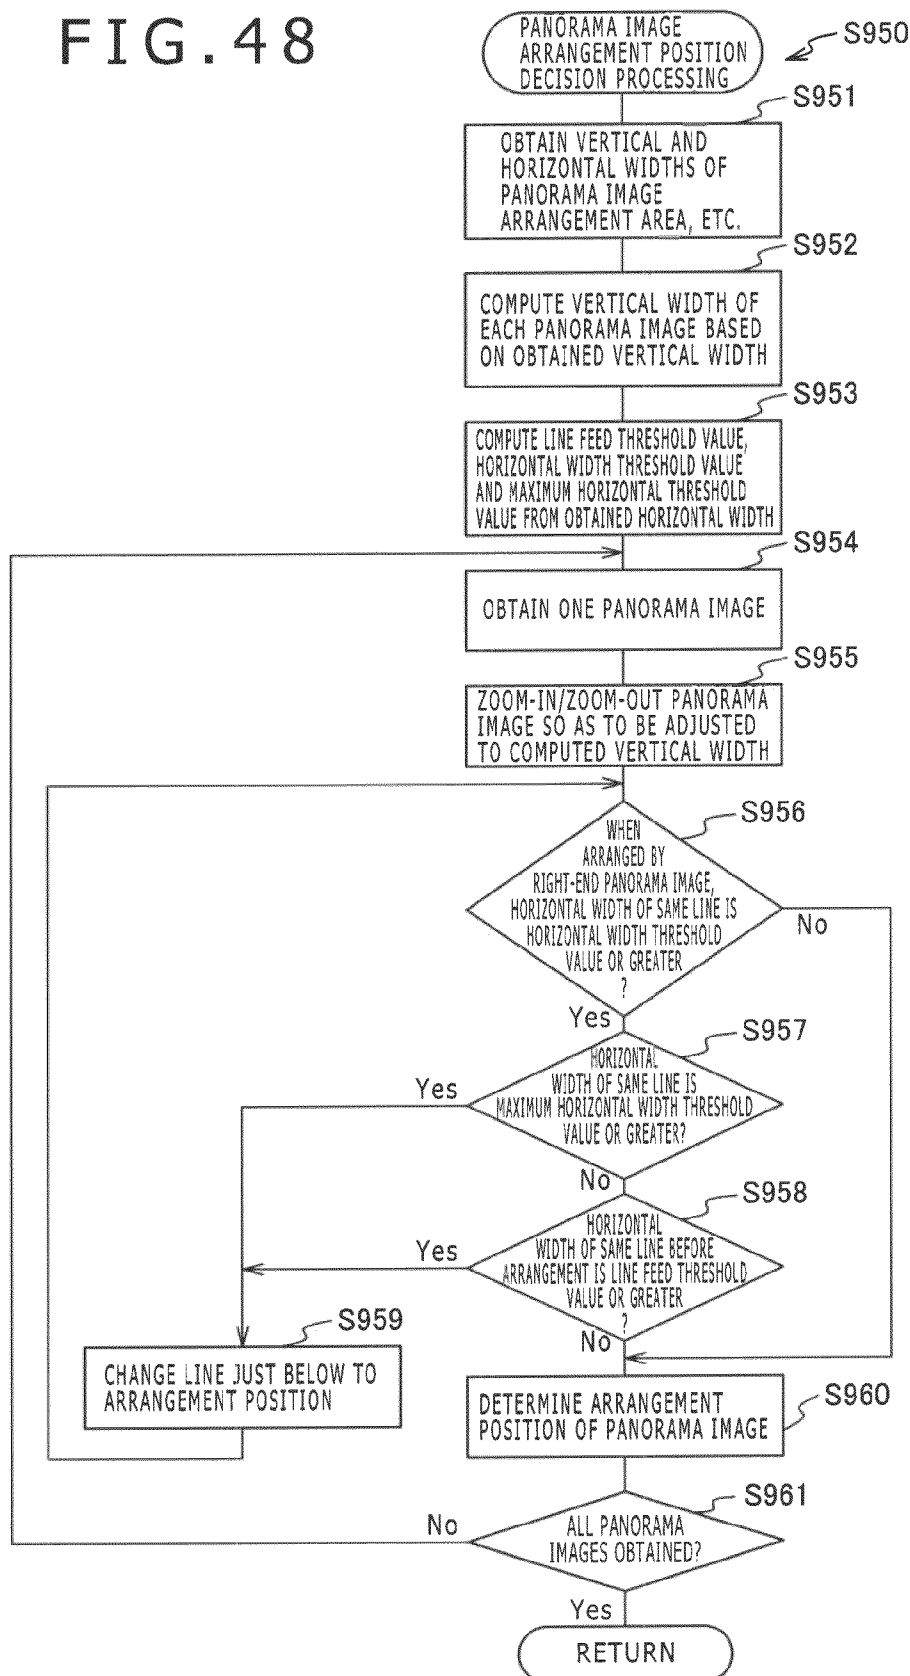 FIG.48
PANORAMA IMAGE
ARRANGEMENT POSITION
DECISION PROCESSING
S950
S951
OBTAIN VERTICAL AND
HORIZONTAL WIDTHS OF
PANORAMA IMAGE
ARRANGEMENT AREA, ETC.
S952
COMPUTE VERTICAL WIDTH OF
EACH PANORAMA IMAGE BASED
ON OBTAINED VERTICAL WIDTH
S953
COMPUTE LINE FEED THRESHOLD VALUE,
HORIZONTAL WIDTH THRESHOLD VALUE
AND MAXIMUM HORIZONTAL THRESHOLD
VALUE FROM OBTAINED HORIZONTAL WIDTH
S954
OBTAIN ONE PANORAMA IMAGE
S955
ZOOM-IN/ZOOM-OUT PANORAMA
IMAGE SO AS TO BE ADJUSTED
TO COMPUTED VERTICAL WIDTH
S956
WHEN
ARRANGED BY
RIGHT-END PANORAMA IMAGE,
HORIZONTAL WIDTH OF SAME LINE IS
HORIZONTAL WIDTH THRESHOLD
VALUE OR GREATER
?
No
Yes
S957
HORIZONTAL
WIDTH OF SAME LINE IS
MAXIMUM HORIZONTAL WIDTH THRESHOLD
VALUE OR GREATER?
Yes
No
S958
HORIZONTAL
WIDTH OF SAME LINE BEFORE
ARRANGEMENT IS LINE FEED THRESHOLD
VALUE OR GREATER
?
Yes
No
S959
CHANGE LINE JUST BELOW TO
ARRANGEMENT POSITION
S960
DETERMINE ARRANGEMENT
POSITION OF PANORAMA IMAGE
S961
ALL PANORAMA
IMAGES OBTAINED?
No
Yes
RETURN